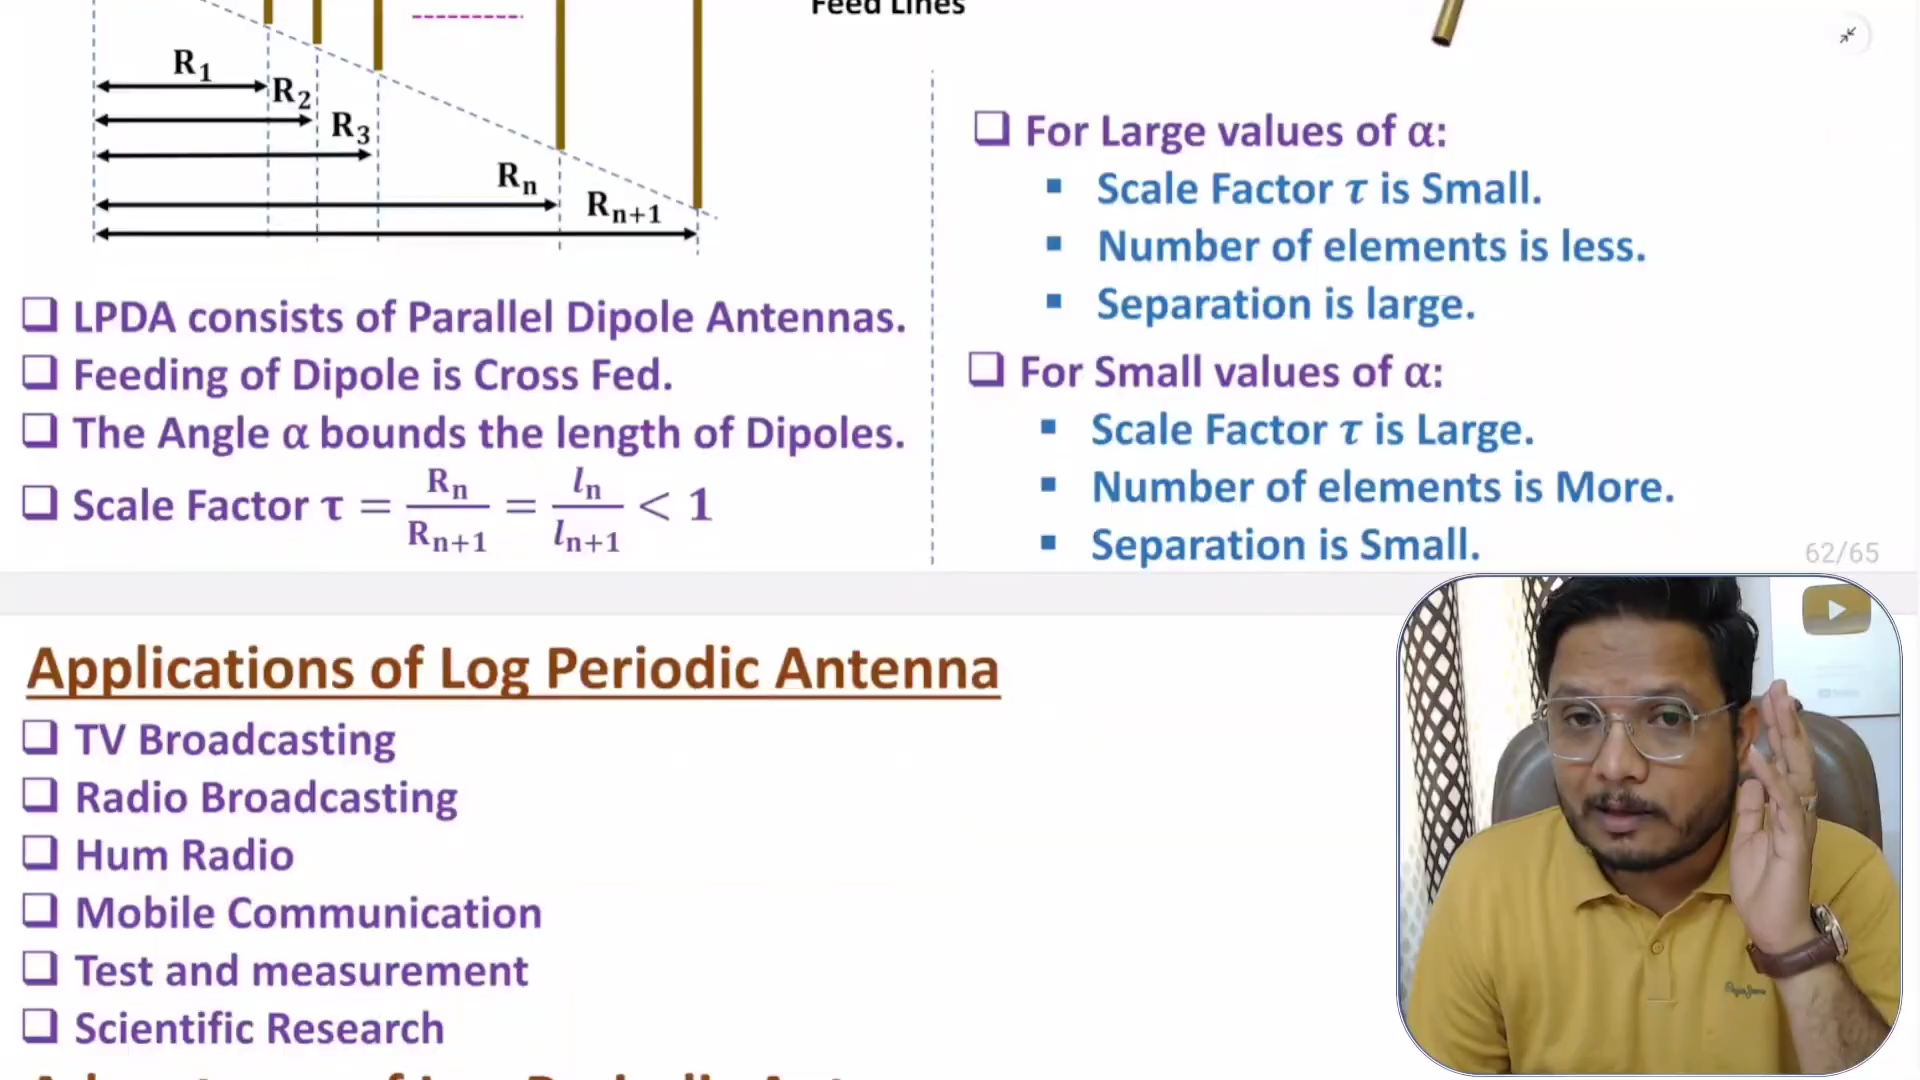 Feed Lines
R1
R2
R3
Rn
Rn+1
LPDA consists of Parallel Dipole Antennas.
Feeding of Dipole is Cross Fed.
The Angle α bounds the length of Dipoles.
Scale Factor τ = Rn/Rn+1 = ln/ln+1 < 1
For Large values of α:
Scale Factor τ is Small.
Number of elements is less.
Separation is large.
For Small values of α:
Scale Factor τ is Large.
Number of elements is More.
Separation is Small.
62/65
Applications of Log Periodic Antenna
TV Broadcasting
Radio Broadcasting
Hum Radio
Mobile Communication
Test and measurement
Scientific Research